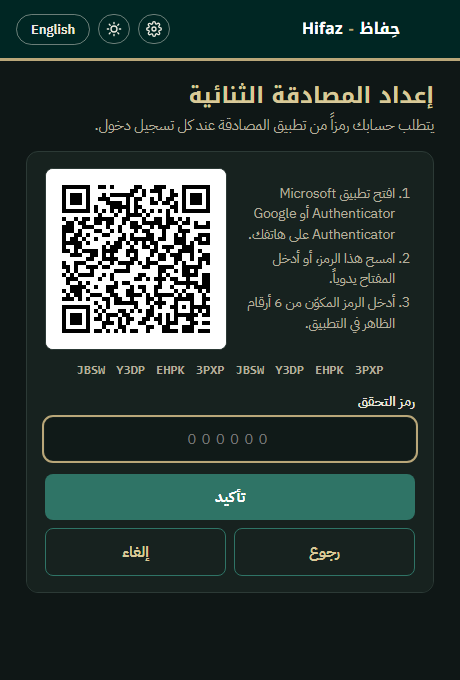 حِفاظ - Hifaz
English
إعداد المصادقة الثنائية
يتطلب حسابك رمزاً من تطبيق المصادقة عند كل تسجيل دخول.
1. افتح تطبيق Microsoft
Authenticator أو Google
Authenticator على هاتفك.
2. امسح هذا الرمز، أو أدخل
المفتاح يدوياً.
3. أدخل الرمز المكوّن من 6 أرقام
الظاهر في التطبيق.
JBSW Y3DP EHPK 3PXP JBSW Y3DP EHPK 3PXP
رمز التحقق
000000
تأكيد
رجوع
إلغاء